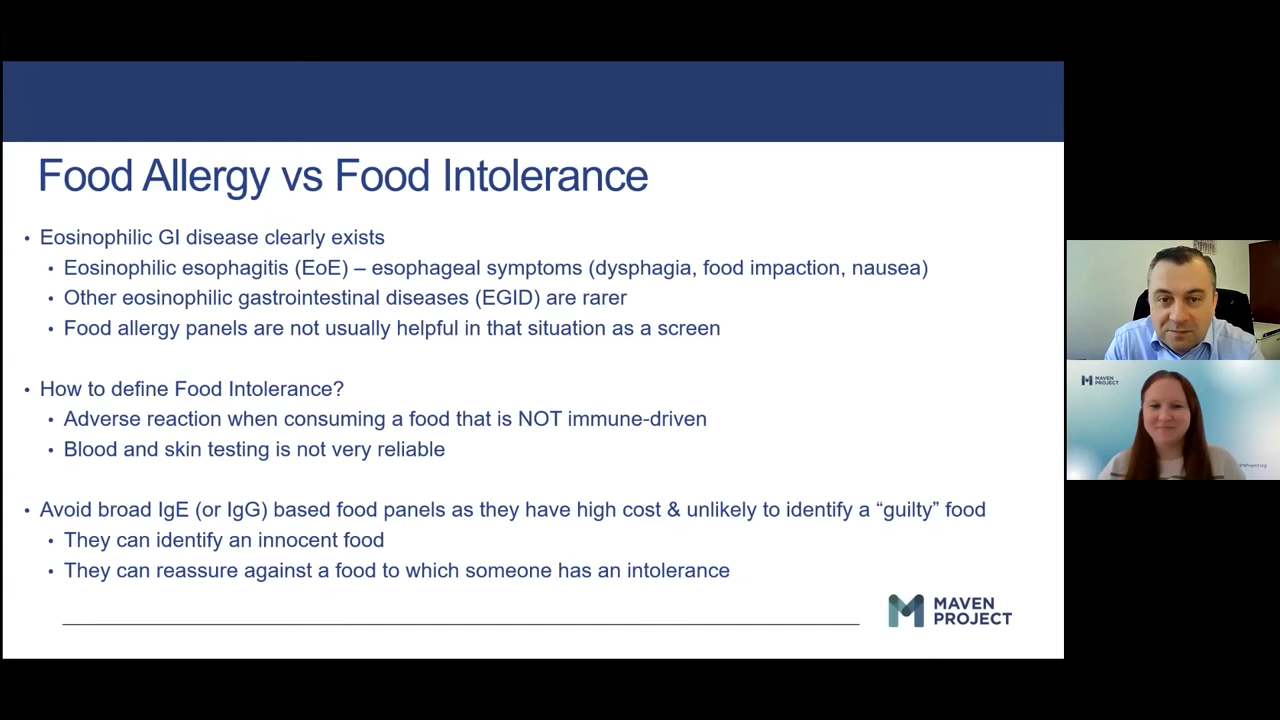 Food Allergy vs Food Intolerance
• Eosinophilic GI disease clearly exists
• Eosinophilic esophagitis (EoE) – esophageal symptoms (dysphagia, food impaction, nausea)
• Other eosinophilic gastrointestinal diseases (EGID) are rarer
• Food allergy panels are not usually helpful in that situation as a screen
• How to define Food Intolerance?
• Adverse reaction when consuming a food that is NOT immune-driven
• Blood and skin testing is not very reliable
• Avoid broad IgE (or IgG) based food panels as they have high cost & unlikely to identify a “guilty” food
• They can identify an innocent food
• They can reassure against a food to which someone has an intolerance
MAVEN
PROJECT
MAVEN
PROJECT